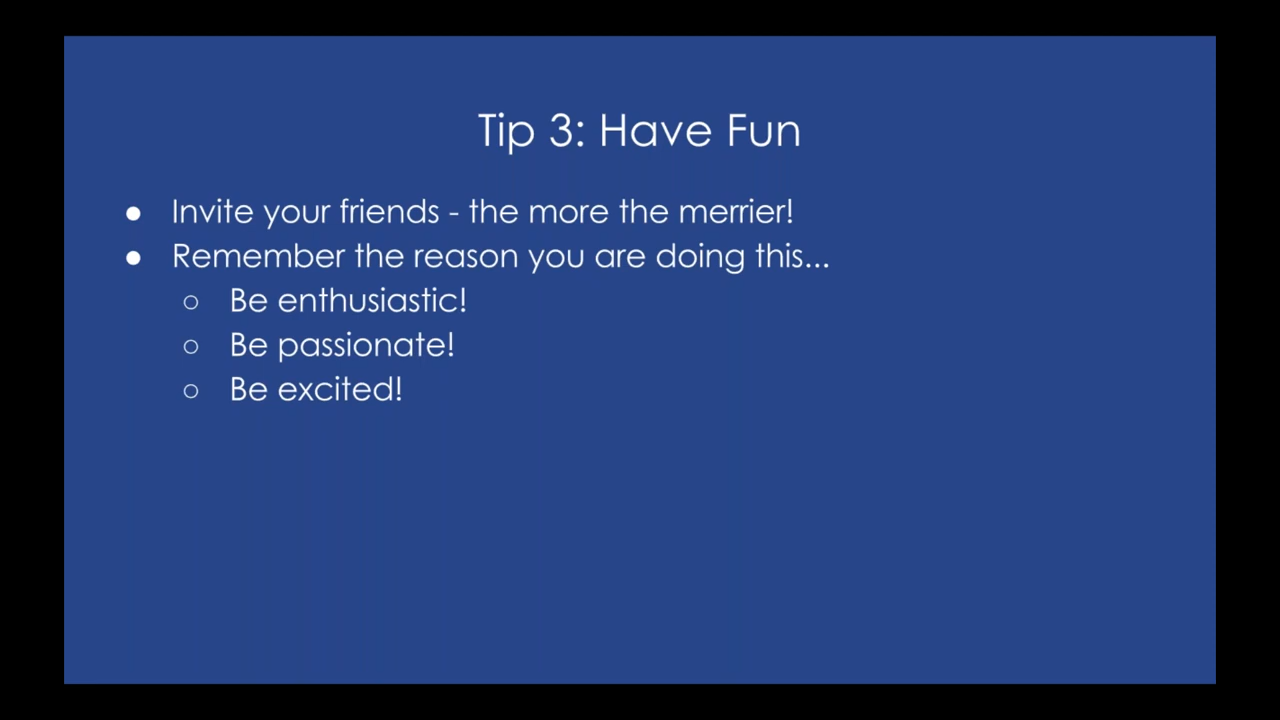 Tip 3: Have Fun
● Invite your friends - the more the merrier!
● Remember the reason you are doing this...
○ Be enthusiastic!
○ Be passionate!
○ Be excited!